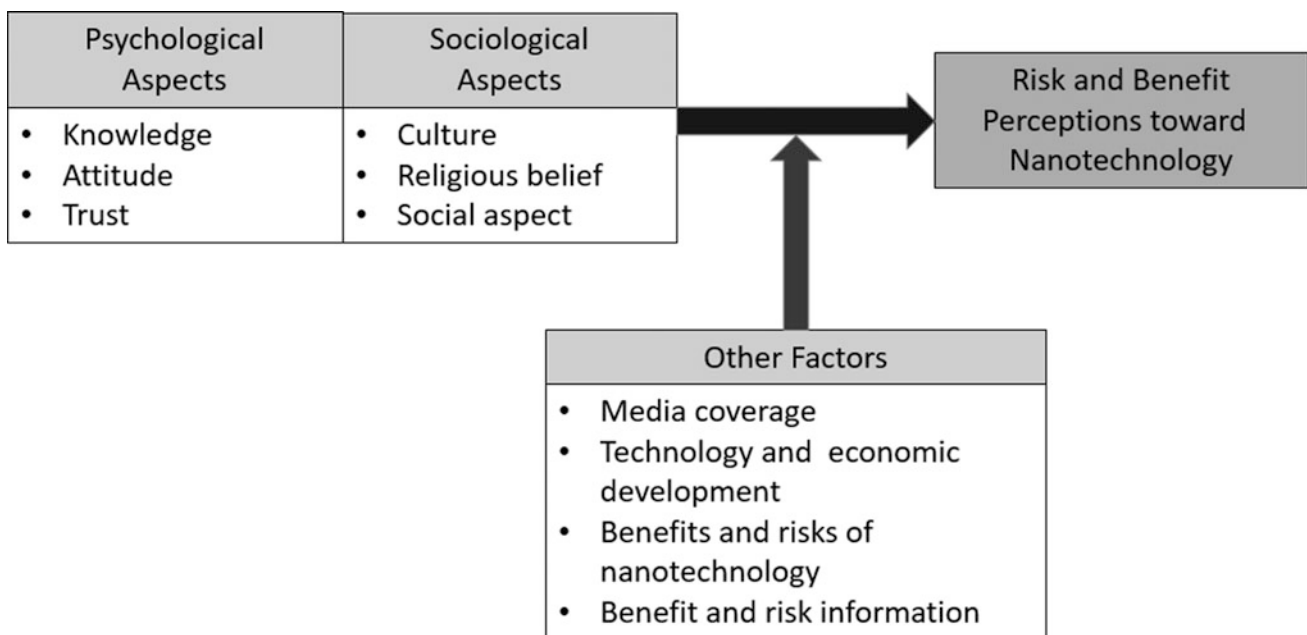 Psychological
Aspects
• Knowledge
• Attitude
• Trust
Sociological
Aspects
• Culture
• Religious belief
• Social aspect
Risk and Benefit
Perceptions toward
Nanotechnology
Other Factors
• Media coverage
• Technology and economic
development
• Benefits and risks of
nanotechnology
• Benefit and risk information